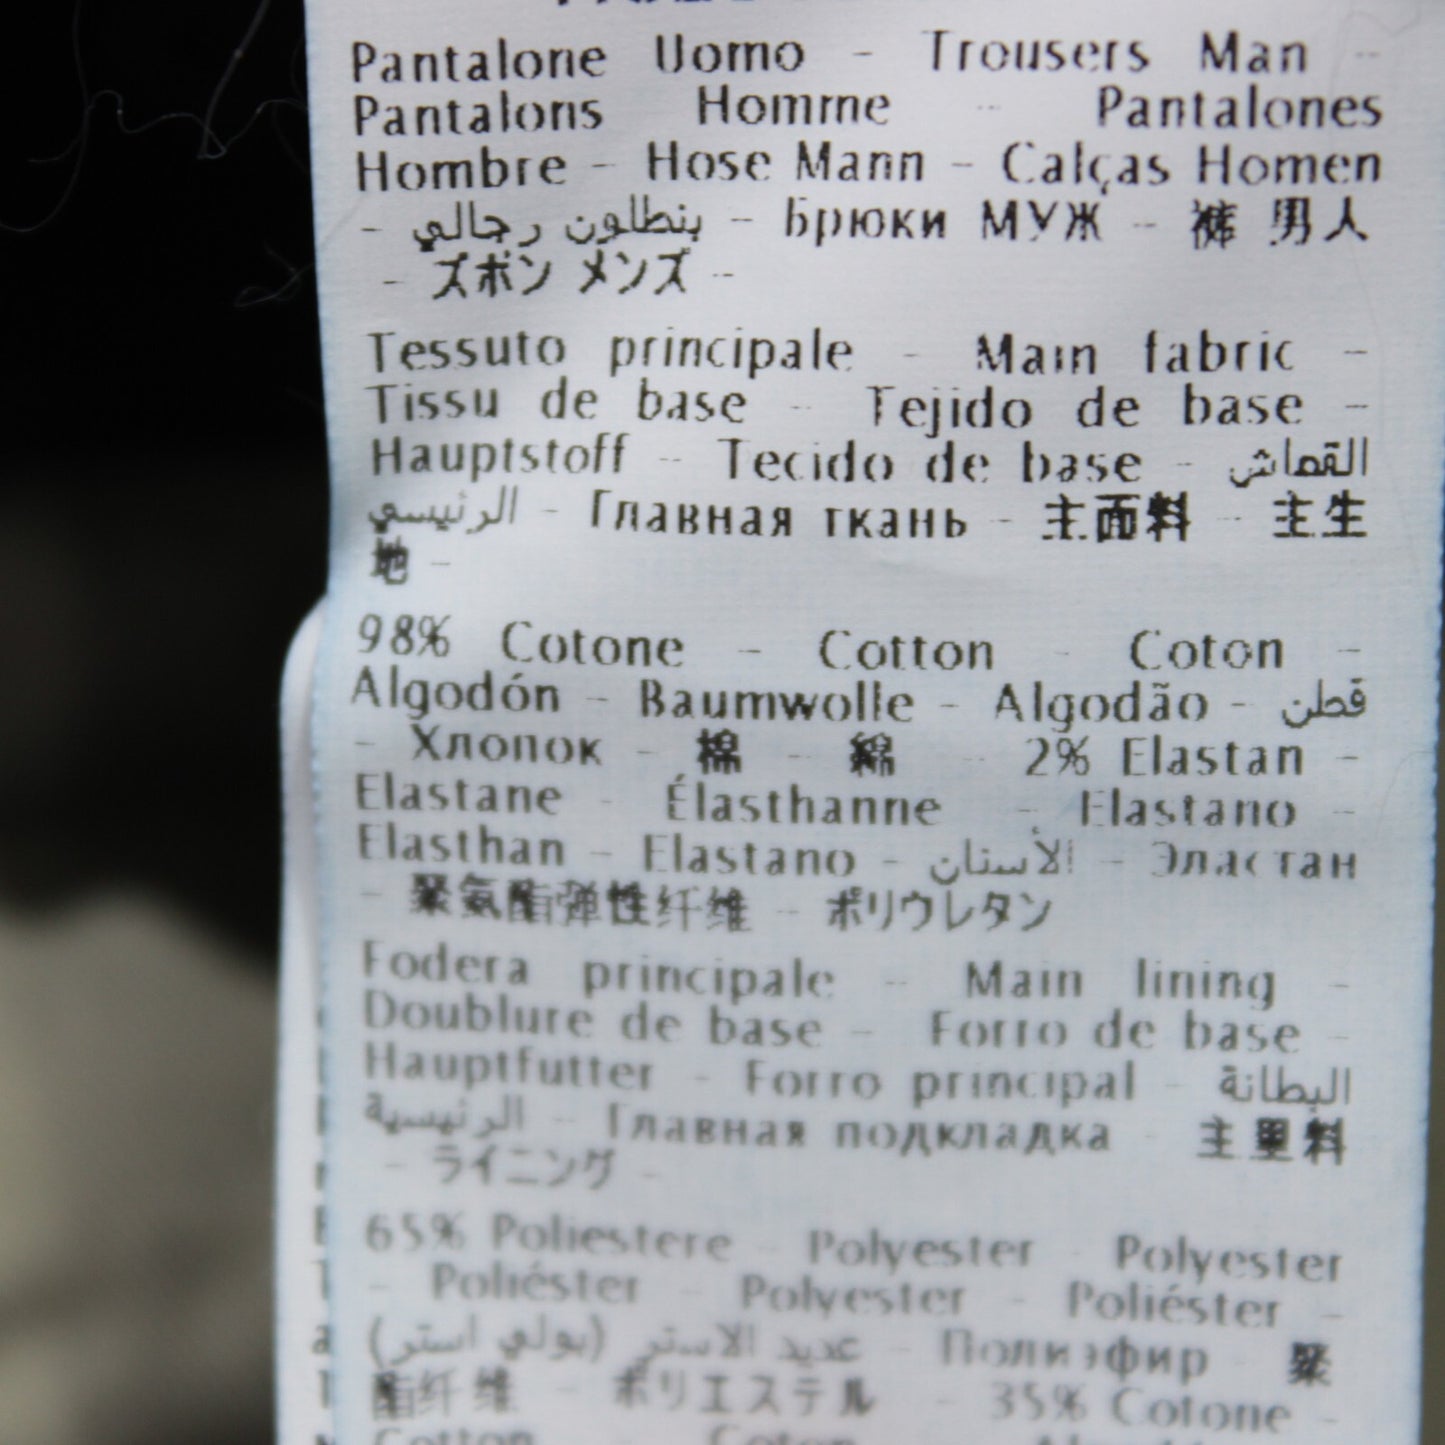 Pantalone Uomo - Trousers Man -
Pantalons Homme - Pantalones
Hombre - Hose Mann - Calças Homen
- بنطلون رجالي - Брюки МУЖ - 裤 男人
- ズボン メンズ -
Tessuto principale - Main fabric -
Tissu de base - Tejido de base -
Hauptstoff - Tecido de base - القماش
الرئيسي - Главная ткань - 主面料 - 主生
地 -
98% Cotone - Cotton - Coton -
Algodón - Baumwolle - Algodão - قطن
- Хлопок - 棉 - 綿 - 2% Elastan -
Elastane - Élasthanne - Elastano -
Elasthan - Elastano - الأستان - Эластан
- 聚氨酯弹性纤维 - ポリウレタン
Fodera principale - Main lining -
Doublure de base - Forro de base -
Hauptfutter - Forro principal - البطانة
الرئيسية - Главная подкладка - 主里料
- ライニング -
65% Poliestere - Polyester - Polyester
- Poliéster - Polyester - Poliéster -
عديد الاستر (بولي استر) - Полиэфир - 聚
酯纤维 - ポリエステル - 35% Cotone -
Cotton - Coton